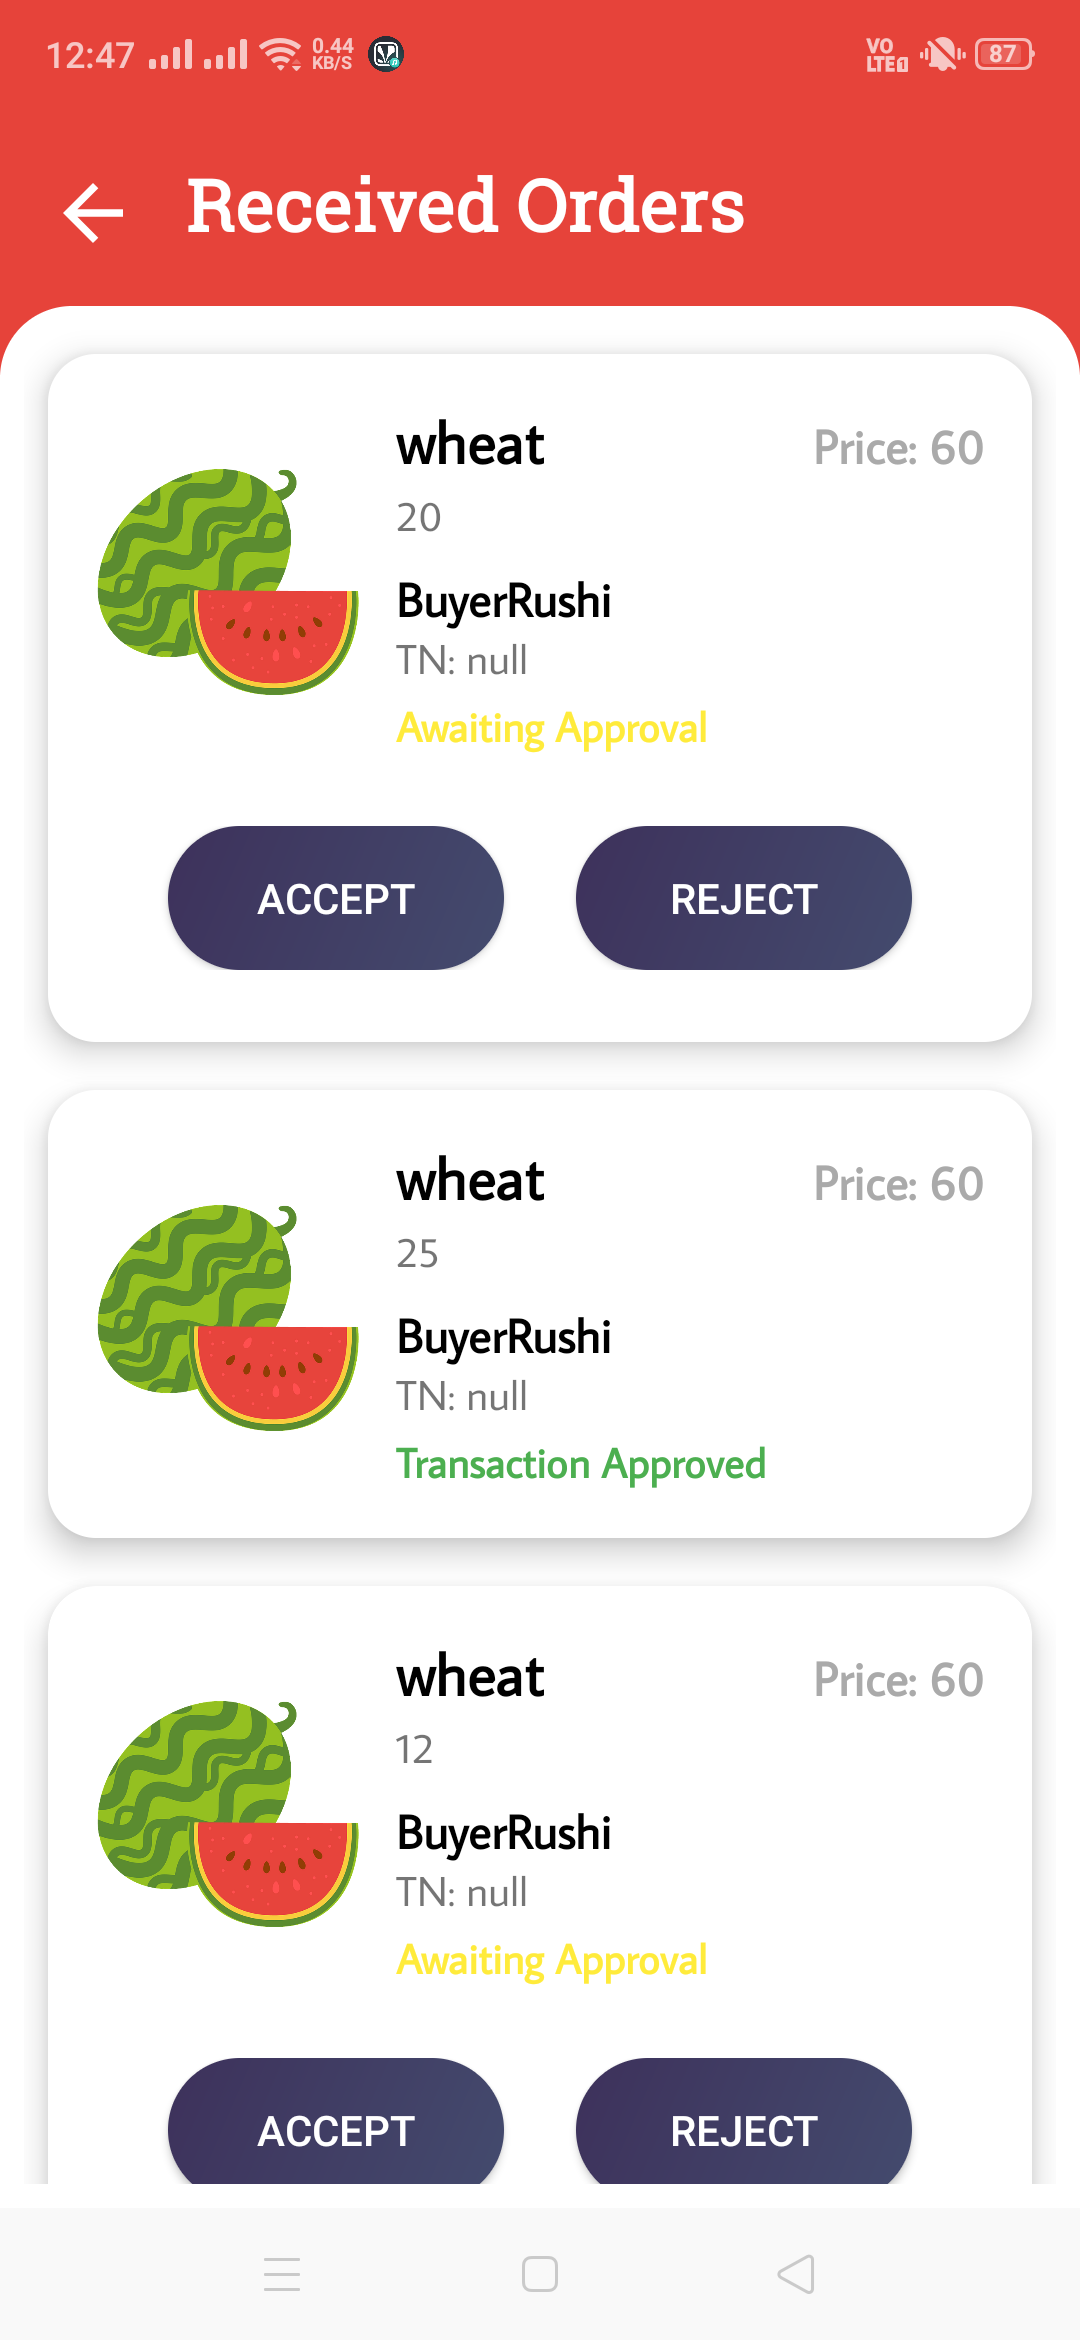 12:47 0.44 KB/S VO LTE 1 87
Received Orders
wheat Price: 60
20
BuyerRushi
TN: null
Awaiting Approval
ACCEPT REJECT
wheat Price: 60
25
BuyerRushi
TN: null
Transaction Approved
wheat Price: 60
12
BuyerRushi
TN: null
Awaiting Approval
ACCEPT REJECT